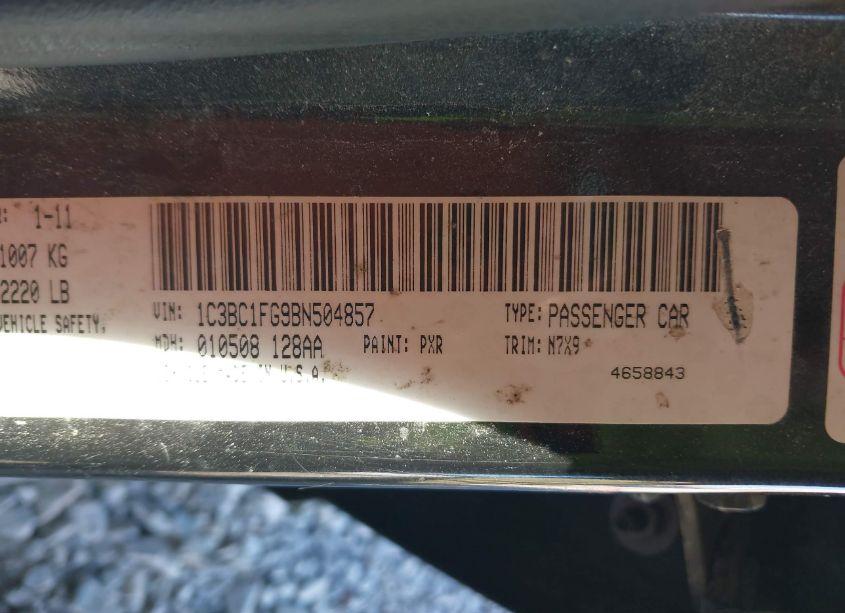 1-11
1007 KG
2220 LB
VEHICLE SAFETY,
VIN: 1C3BC1FG9BN504857 TYPE: PASSENGER CAR
MDH: 010508 128AA PAINT: PXR TRIM: N7X9
U.S.A. 4658843